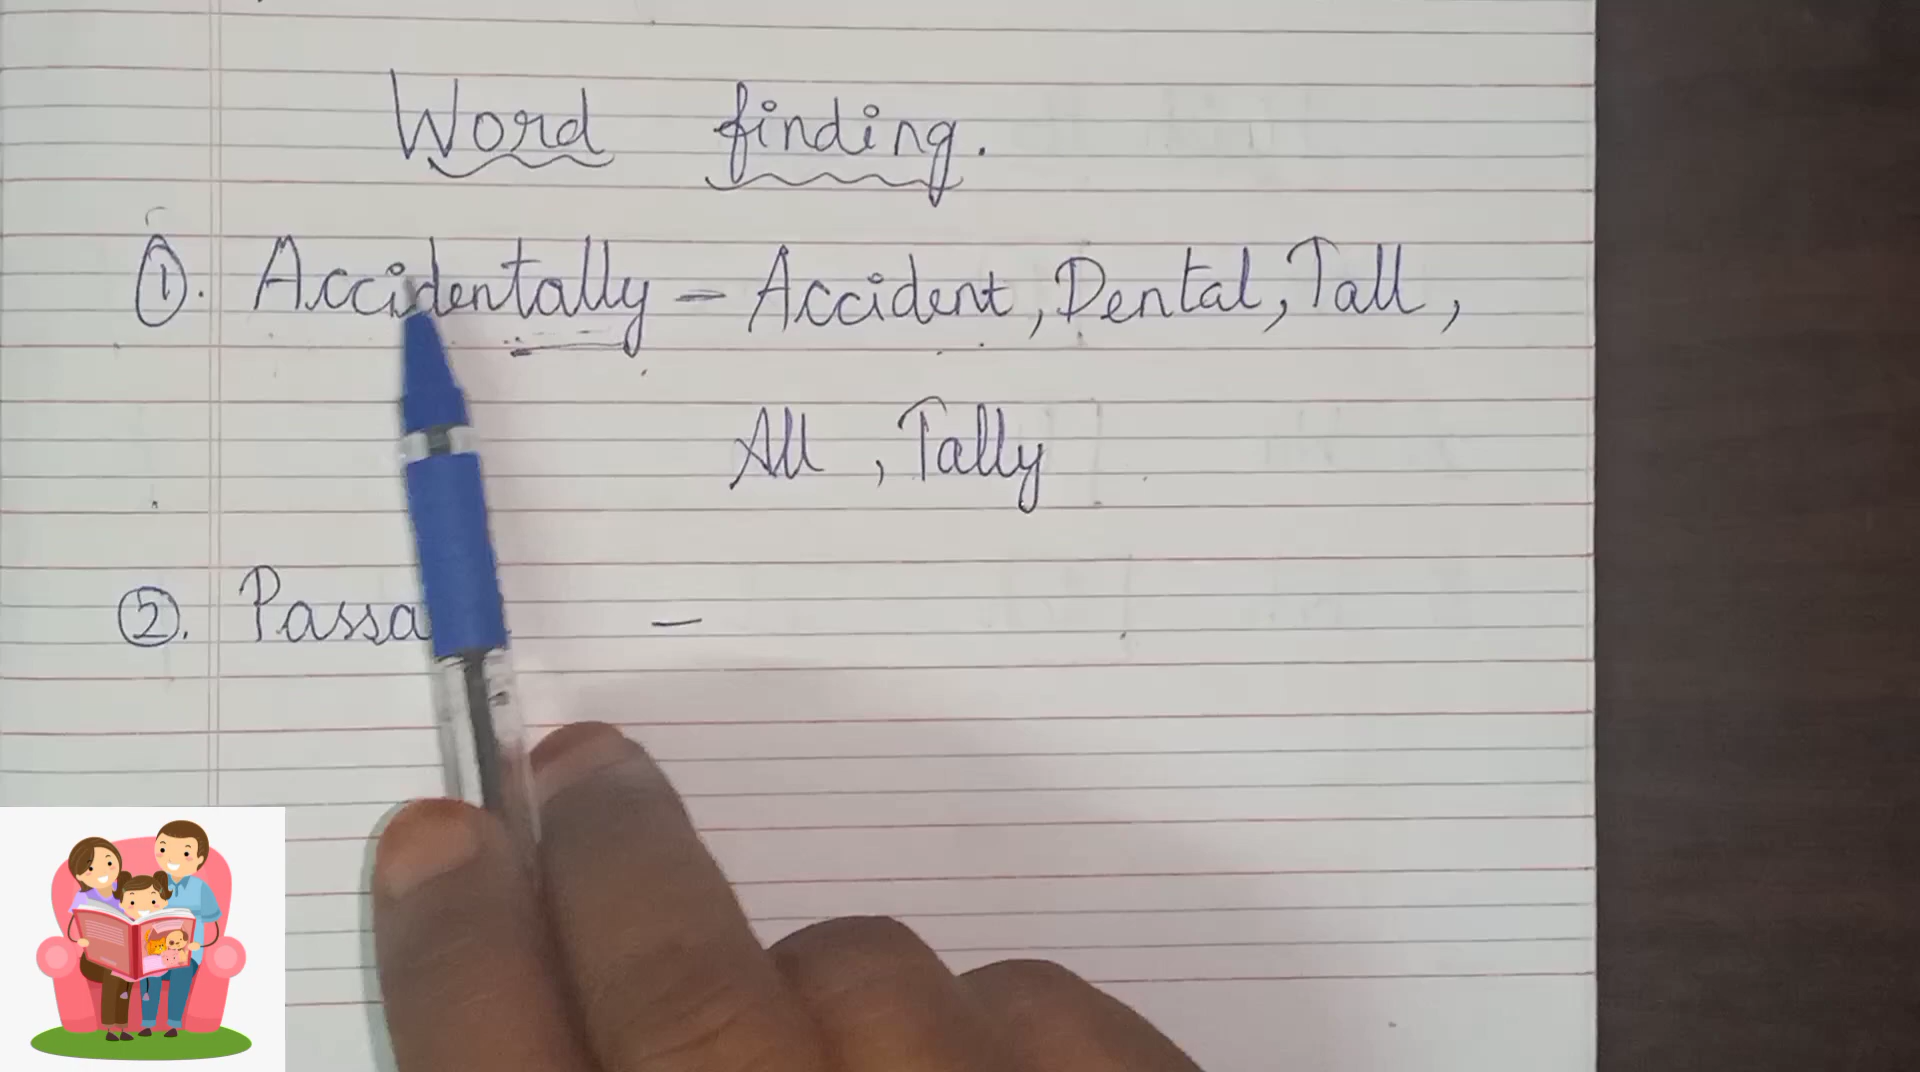 Word finding.
1. Accidentally - Accident, Dental, Tall,
All, Tally
2. Passa -